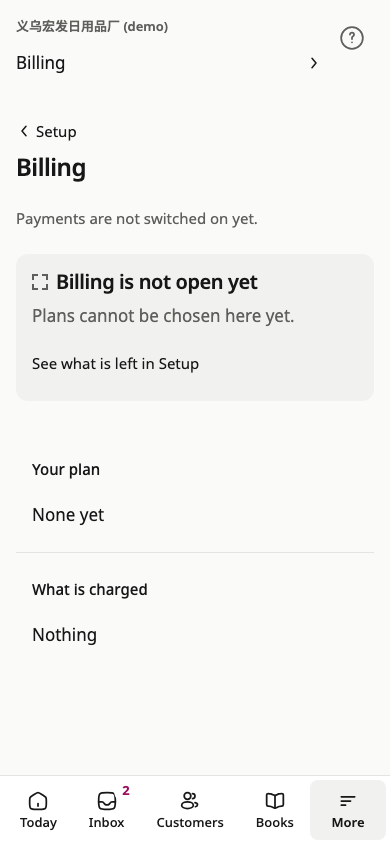 义乌宏发日用品厂 (demo)
Billing
Setup
Billing
Payments are not switched on yet.
Billing is not open yet
Plans cannot be chosen here yet.
See what is left in Setup
Your plan
None yet
What is charged
Nothing
2
Today
Inbox
Customers
Books
More